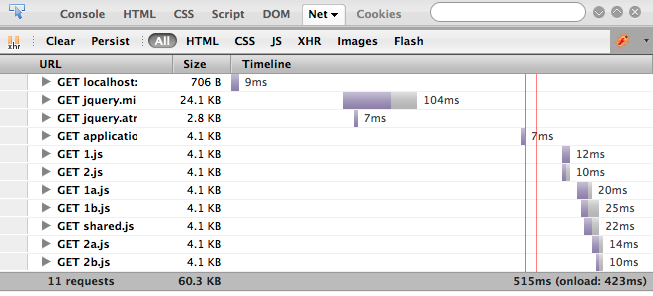 Console HTML CSS Script DOM Net Cookies
xhr Clear Persist All HTML CSS JS XHR Images Flash
URL Size Timeline
GET localhost: 706 B 9ms
GET jquery.mi 24.1 KB 104ms
GET jquery.atr 2.8 KB 7ms
GET applicatio 4.1 KB 7ms
GET 1.js 4.1 KB 12ms
GET 2.js 4.1 KB 10ms
GET 1a.js 4.1 KB 20ms
GET 1b.js 4.1 KB 25ms
GET shared.js 4.1 KB 22ms
GET 2a.js 4.1 KB 14ms
GET 2b.js 4.1 KB 10ms
11 requests 60.3 KB 515ms (onload: 423ms)